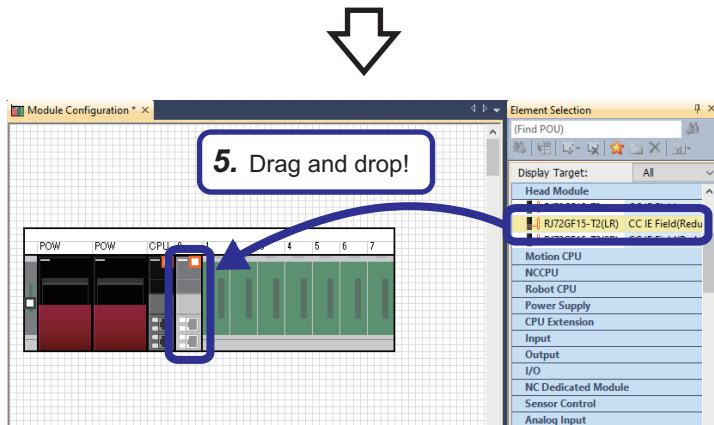 Module Configuration *
Element Selection
(Find POU)
5. Drag and drop!
Display Target: All
Head Module
RJ72GF15-T2(LR) CC IE Field(Redu
POW POW CPU 0 1 4 5 6 7
Motion CPU
NCCPU
Robot CPU
Power Supply
CPU Extension
Input
Output
I/O
NC Dedicated Module
Sensor Control
Analog Input